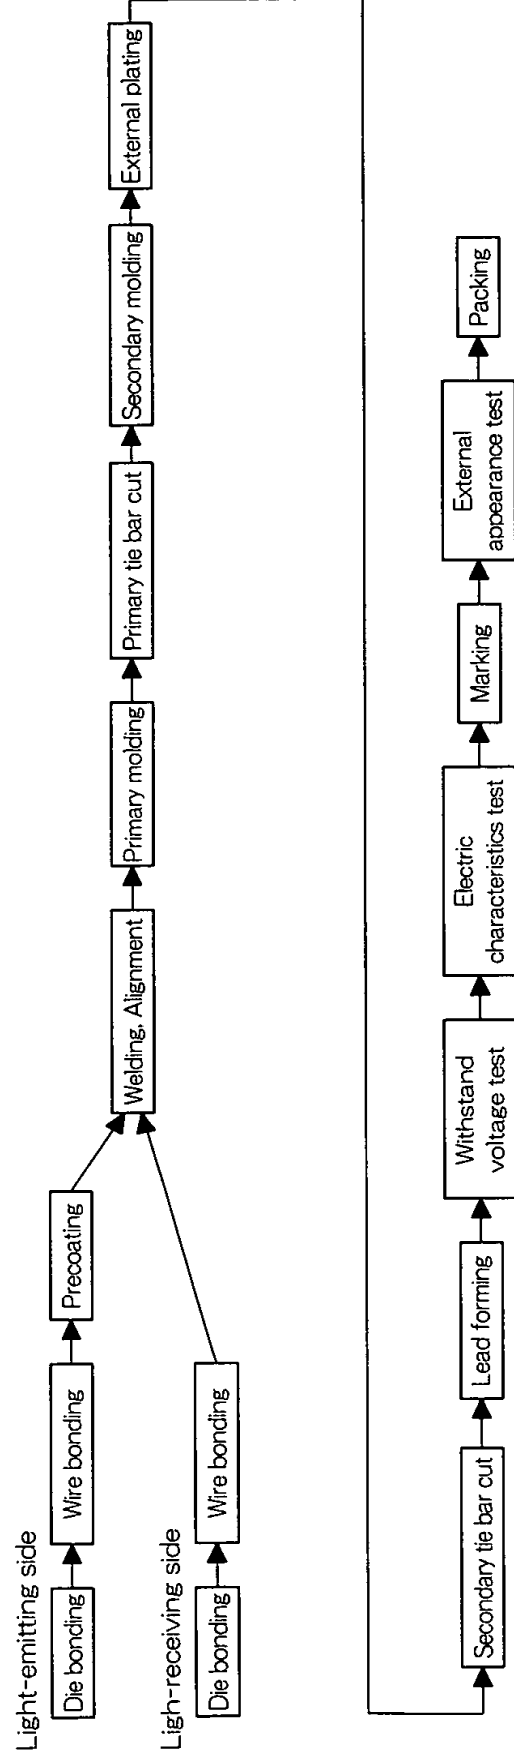 Light-emitting side
Die bonding
Wire bonding
Precoating
Ligh-receiving side
Die bonding
Wire bonding
Welding, Alignment
Primary molding
Primary tie bar cut
Secondary molding
External plating
Secondary tie bar cut
Lead forming
Withstand
voltage test
Electric
characteristics test
Marking
External
appearance test
Packing